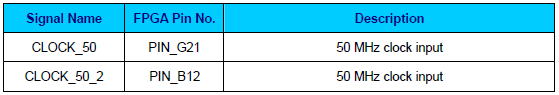 Signal Name FPGA Pin No. Description
CLOCK_50 PIN_G21 50 MHz clock input
CLOCK_50_2 PIN_B12 50 MHz clock input